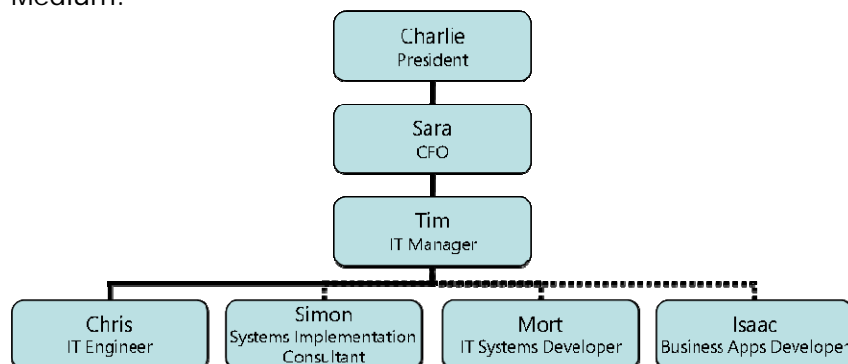 Medium.
Charlie
President
Sara
CFO
Tim
IT Manager
Chris
IT Engineer
Simon
Systems Implementation
Consultant
Mort
IT Systems Developer
Isaac
Business Apps Developer